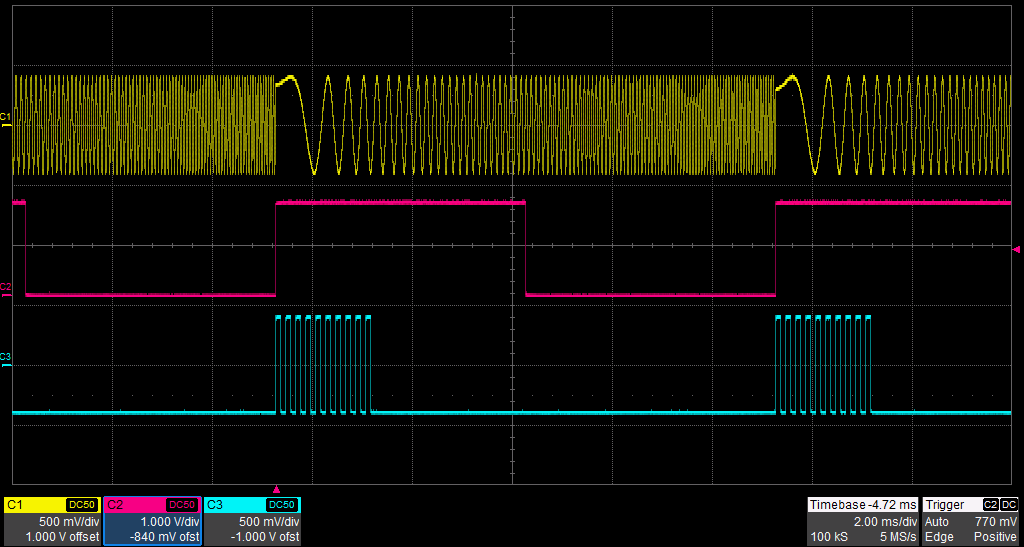 C1
C2
C3
C1 DC50
500 mV/div
1.000 V offset
C2 DC50
1.000 V/div
-840 mV ofst
C3 DC50
500 mV/div
-1.000 V ofst
Timebase -4.72 ms
2.00 ms/div
100 kS 5 MS/s
Trigger C2 DC
Auto 770 mV
Edge Positive